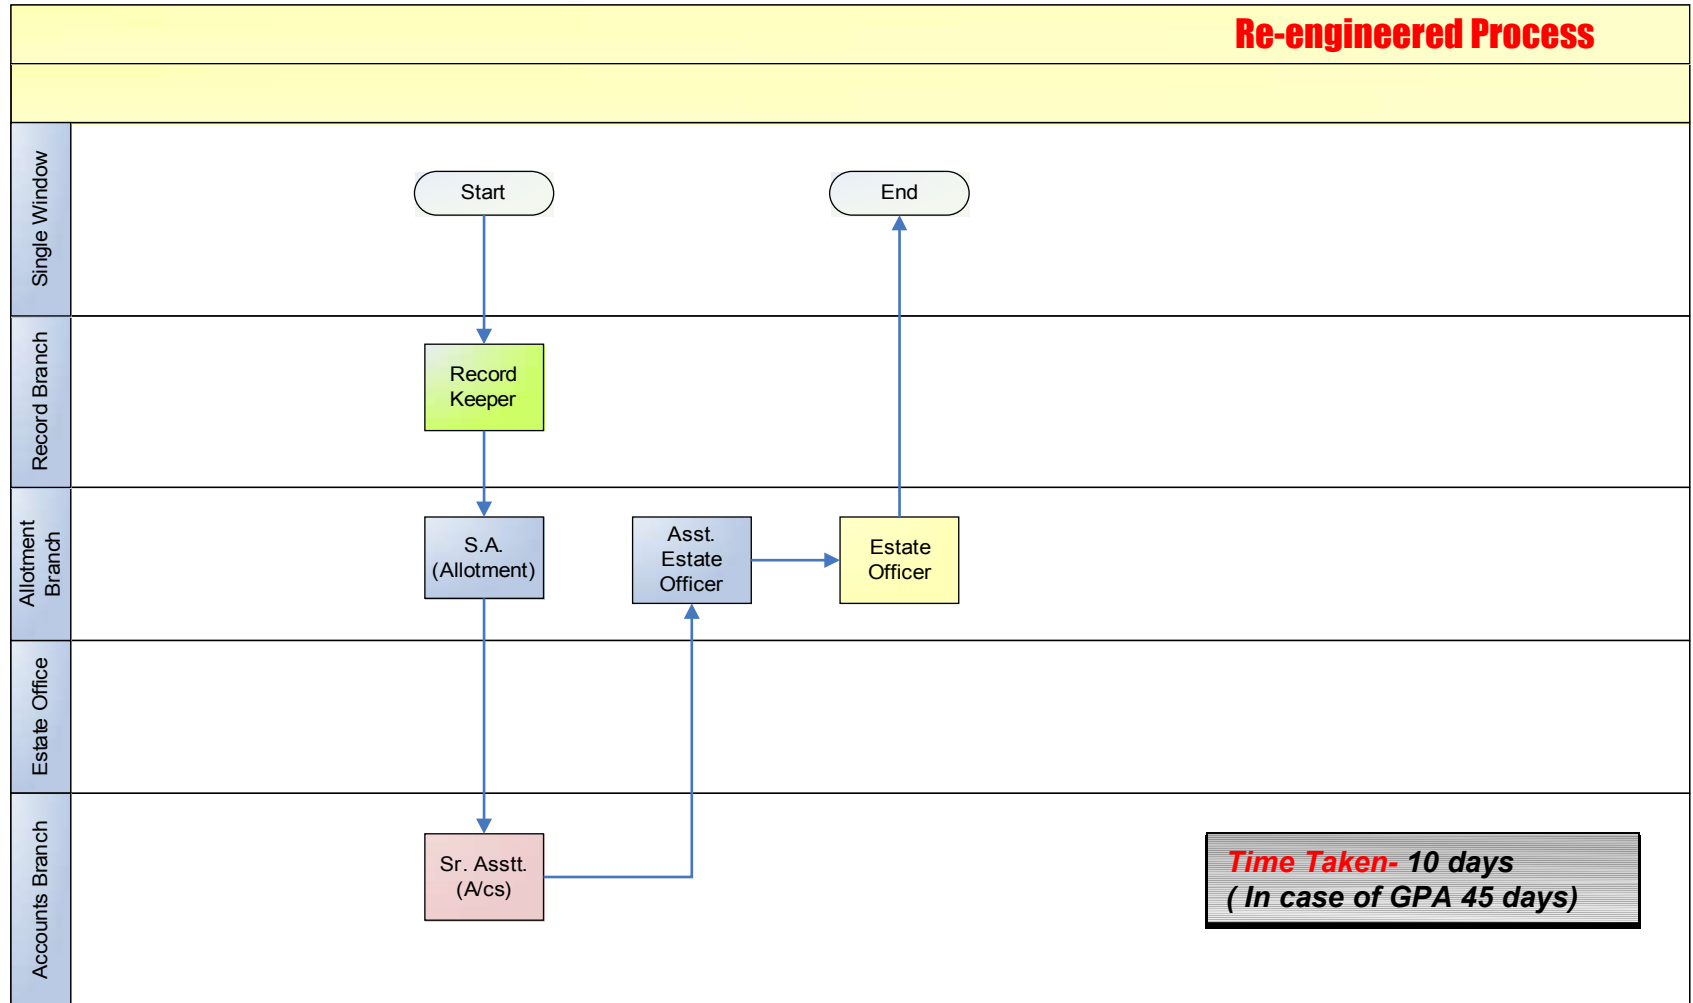 Re-engineered Process
Single Window
Start
End
Record Branch
Record
Keeper
Allotment
Branch
S.A.
(Allotment)
Asst.
Estate
Officer
Estate
Officer
Estate Office
Accounts Branch
Sr. Asstt.
(A/cs)
Time Taken- 10 days
( In case of GPA 45 days)